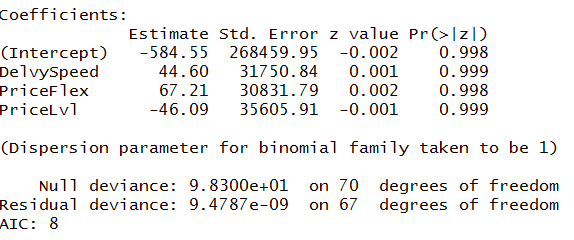 Coefficients:
Estimate Std. Error z value Pr(>|z|)
(Intercept) -584.55 268459.95 -0.002 0.998
DelvySpeed 44.60 31750.84 0.001 0.999
PriceFlex 67.21 30831.79 0.002 0.998
PriceLvl -46.09 35605.91 -0.001 0.999
(Dispersion parameter for binomial family taken to be 1)
Null deviance: 9.8300e+01 on 70 degrees of freedom
Residual deviance: 9.4787e-09 on 67 degrees of freedom
AIC: 8